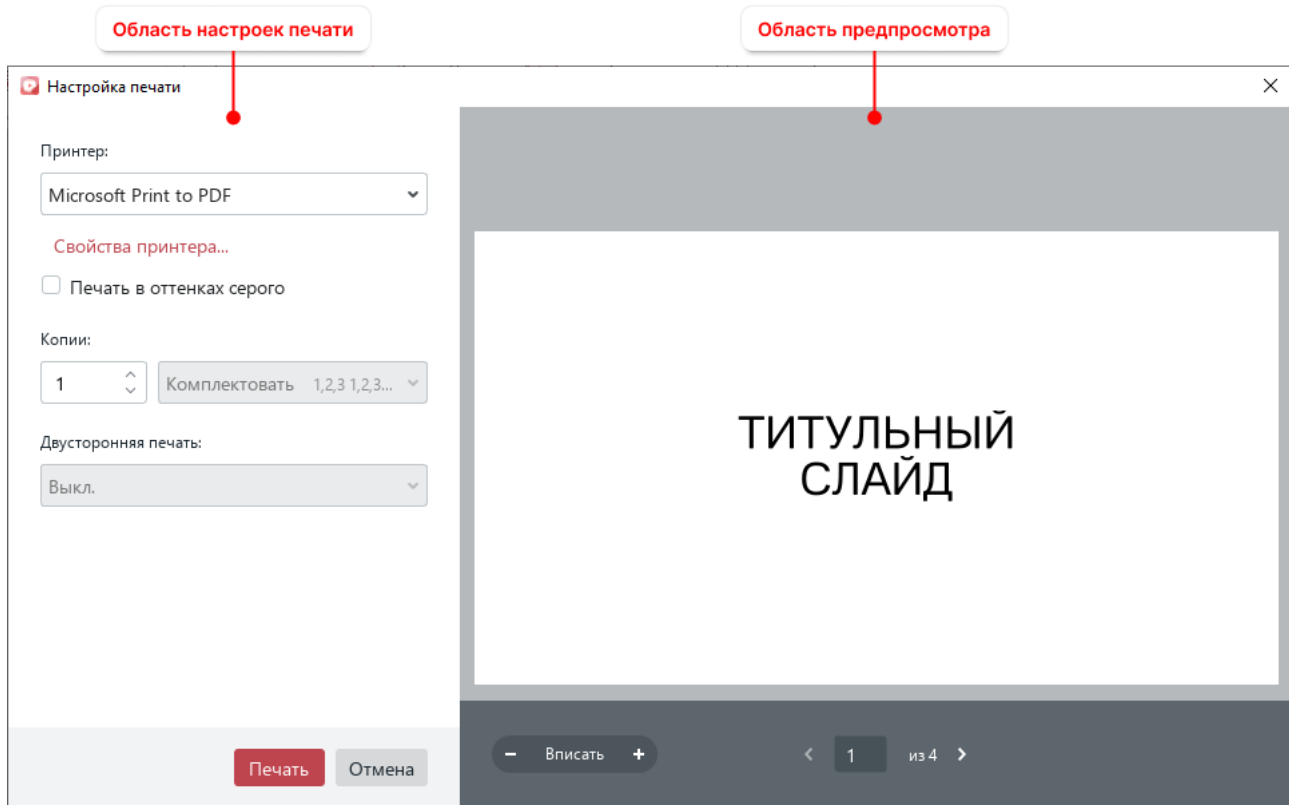 Область настроек печати
Область предпросмотра
Настройка печати
Принтер:
Microsoft Print to PDF
Свойства принтера...
Печать в оттенках серого
Копии:
1
Комплектовать 1,2,3 1,2,3...
Двусторонняя печать:
Выкл.
Печать
Отмена
ТИТУЛЬНЫЙ
СЛАЙД
Вписать
1 из 4